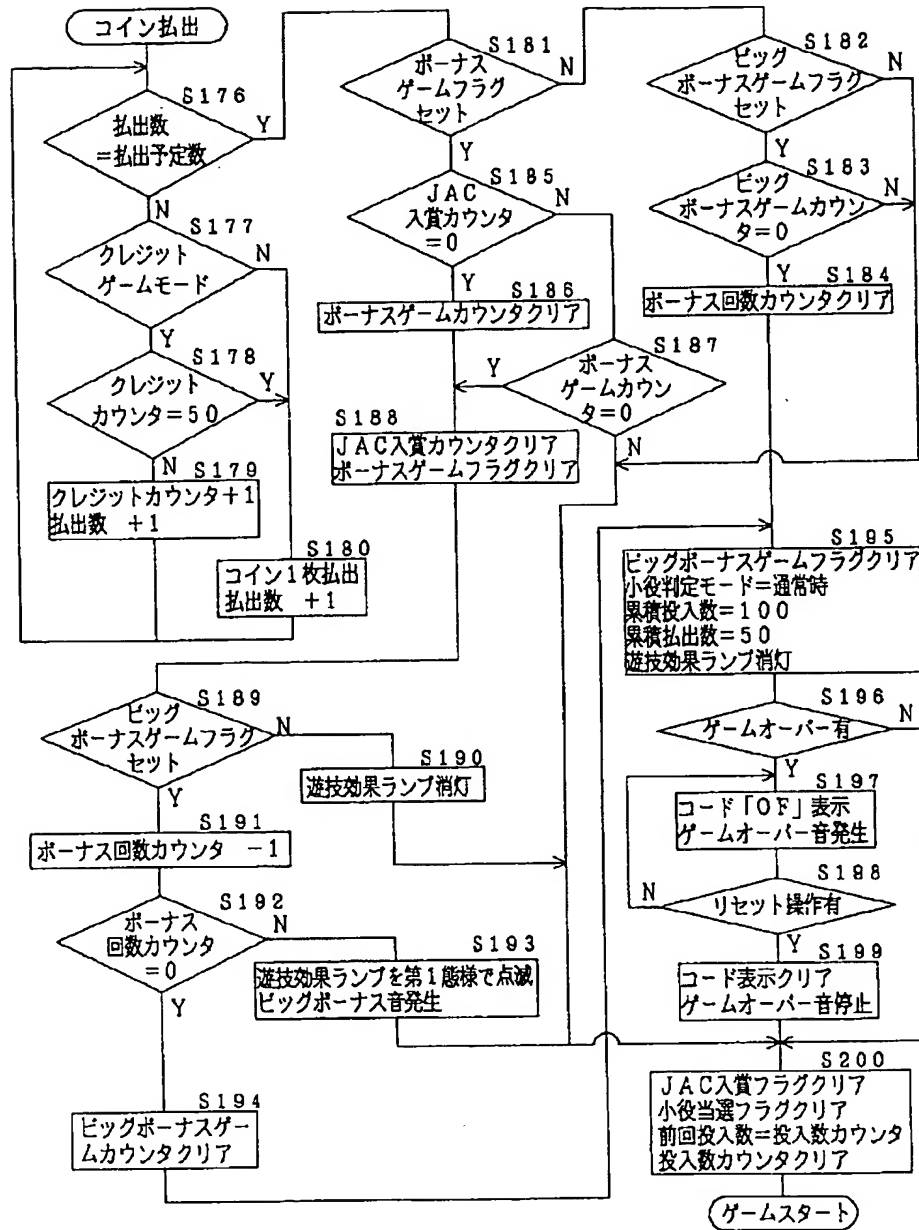 コイン払出
S176
払出数
=払出予定数
Y
N
S177
クレジット
ゲームモード
N
Y
S178
クレジット
カウンタ=50
Y
N
S179
クレジットカウンタ+1
払出数 +1
S180
コイン1枚払出
払出数 +1
S181
ボーナス
ゲームフラグ
セット
N
Y
S185
JAC
入賞カウンタ
=0
N
Y
S186
ボーナスゲームカウンタクリア
S187
ボーナス
ゲームカウン
タ=0
Y
N
S188
JAC入賞カウンタクリア
ボーナスゲームフラグクリア
S182
ビッグ
ボーナスゲームフラグ
セット
N
Y
S183
ビッグ
ボーナスゲームカウン
タ=0
N
Y
S184
ボーナス回数カウンタクリア
S189
ビッグ
ボーナスゲームフラグ
セット
N
Y
S190
遊技効果ランプ消灯
S191
ボーナス回数カウンタ -1
S192
ボーナス
回数カウンタ
=0
N
Y
S193
遊技効果ランプを第1態様で点滅
ビッグボーナス音発生
S194
ビッグボーナスゲー
ムカウンタクリア
S195
ビッグボーナスゲームフラグクリア
小役判定モード=通常時
累積投入数=100
累積払出数=50
遊技効果ランプ消灯
S196
ゲームオーバー有
N
Y
S197
コード「OF」表示
ゲームオーバー音発生
S198
リセット操作有
N
Y
S199
コード表示クリア
ゲームオーバー音停止
S200
JAC入賞フラグクリア
小役当選フラグクリア
前回投入数=投入数カウンタ
投入数カウンタクリア
ゲームスタート